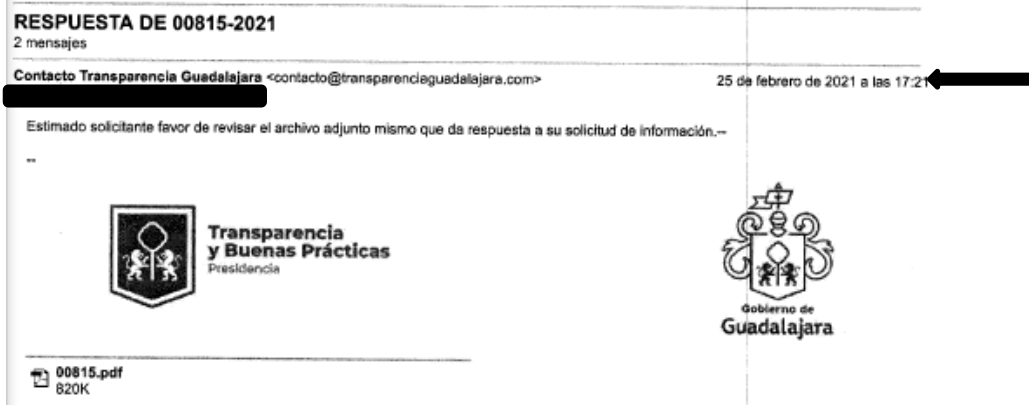 RESPUESTA DE 00815-2021
2 mensajes
Contacto Transparencia Guadalajara <contacto@transparenciaguadalajara.com> 25 de febrero de 2021 a las 17:21
Estimado solicitante favor de revisar el archivo adjunto mismo que da respuesta a su solicitud de información.--
--
Transparencia
y Buenas Prácticas
Presidencia
Gobierno de
Guadalajara
00815.pdf
820K